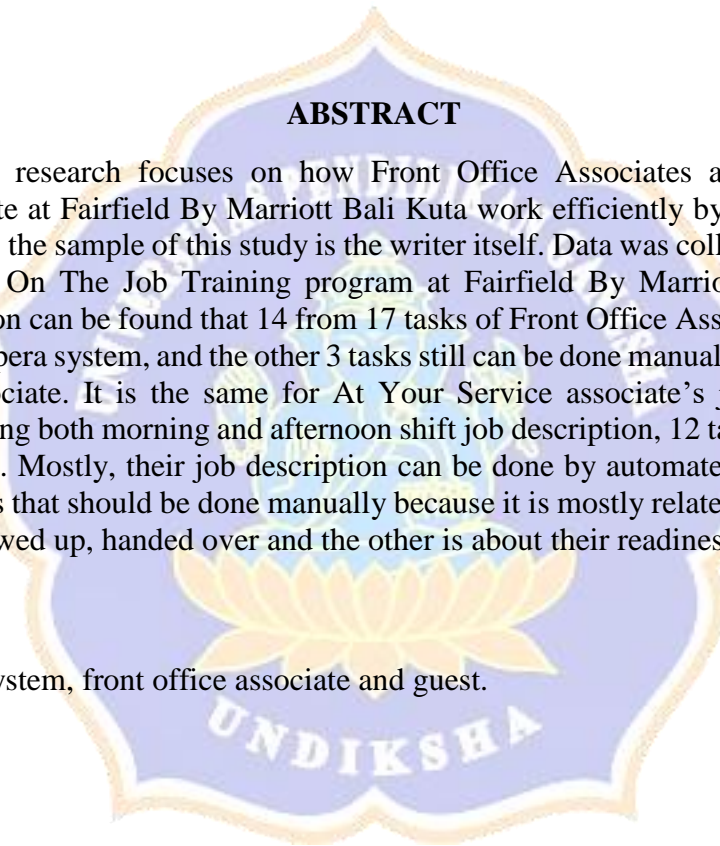 ABSTRACT
research focuses on how Front Office Associates a
te at Fairfield By Marriott Bali Kuta work efficiently by
the sample of this study is the writer itself. Data was coll
On The Job Training program at Fairfield By Marrio
on can be found that 14 from 17 tasks of Front Office Ass
pera system, and the other 3 tasks still can be done manual
ciate. It is the same for At Your Service associate's
ng both morning and afternoon shift job description, 12 ta
. Mostly, their job description can be done by automate
s that should be done manually because it is mostly relate
wed up, handed over and the other is about their readines
ystem, front office associate and guest.
UNIVERSITAS PENDIDIKAN GANESHA
UNDIKSHA